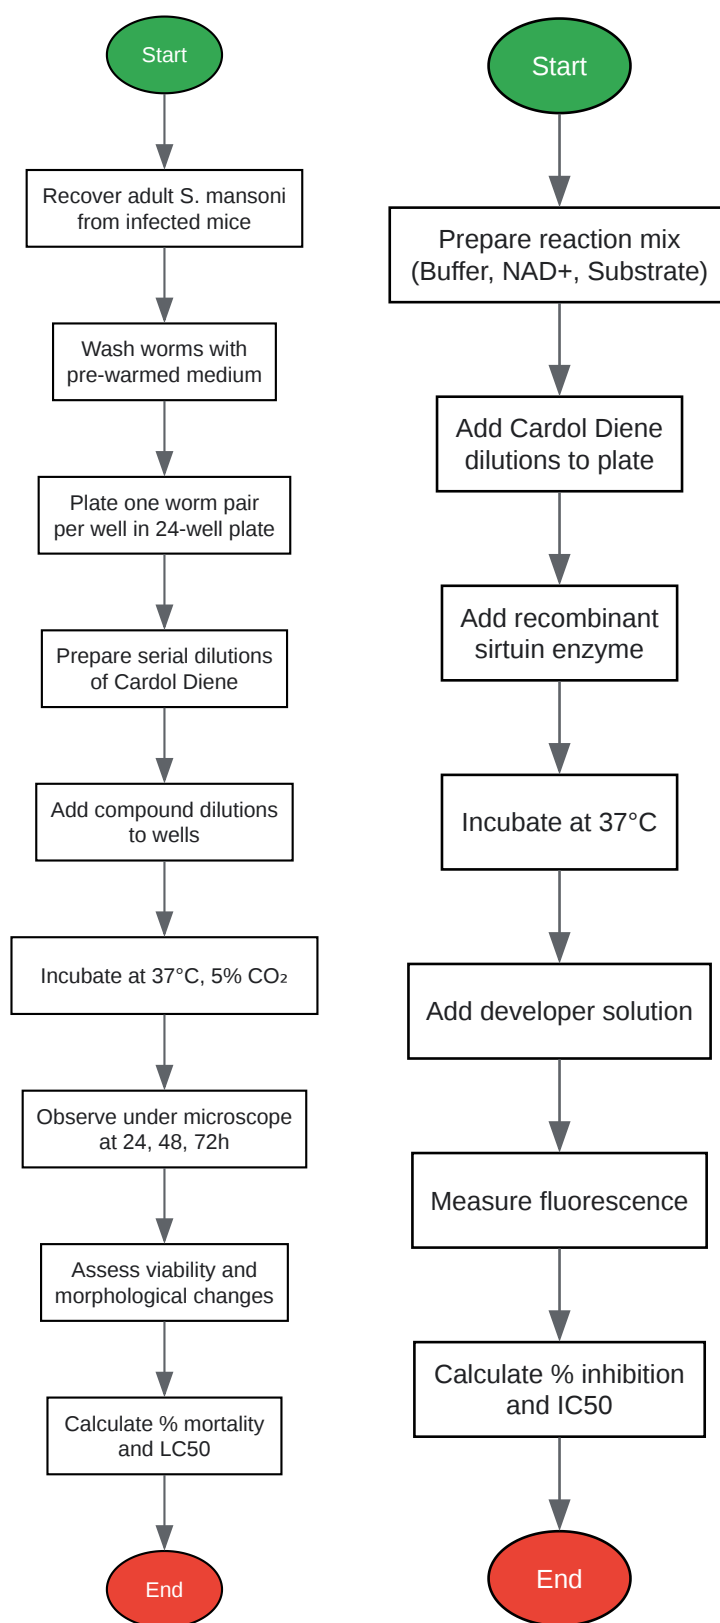 Start
Recover adult S. mansoni
from infected mice
Wash worms with
pre-warmed medium
Plate one worm pair
per well in 24-well plate
Prepare serial dilutions
of Cardol Diene
Add compound dilutions
to wells
Incubate at 37°C, 5% CO₂
Observe under microscope
at 24, 48, 72h
Assess viability and
morphological changes
Calculate % mortality
and LC50
End
Start
Prepare reaction mix
(Buffer, NAD+, Substrate)
Add Cardol Diene
dilutions to plate
Add recombinant
sirtuin enzyme
Incubate at 37°C
Add developer solution
Measure fluorescence
Calculate % inhibition
and IC50
End